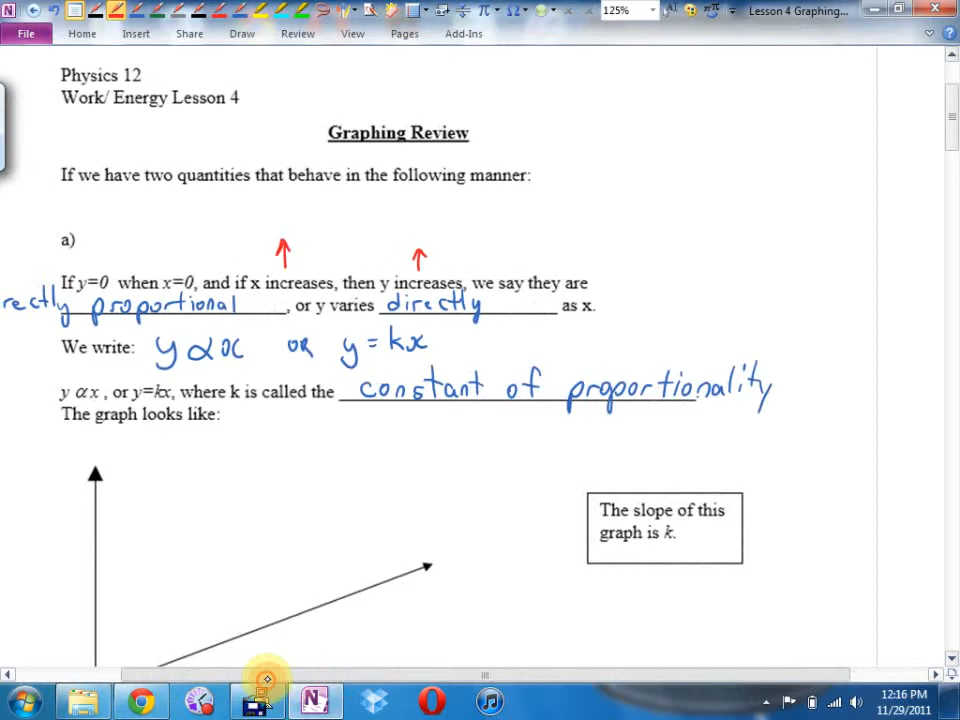 125%
Lesson 4 Graphing...
File Home Insert Share Draw Review View Pages Add-Ins
Physics 12
Work/ Energy Lesson 4
Graphing Review
If we have two quantities that behave in the following manner:
a)
If y=0 when x=0, and if x increases, then y increases, we say they are
rectly proportional, or y varies directly as x.
We write: y α x OR y = kx
y α x , or y=kx, where k is called the constant of proportionality
The graph looks like:
The slope of this
graph is k.
12:16 PM
11/29/2011